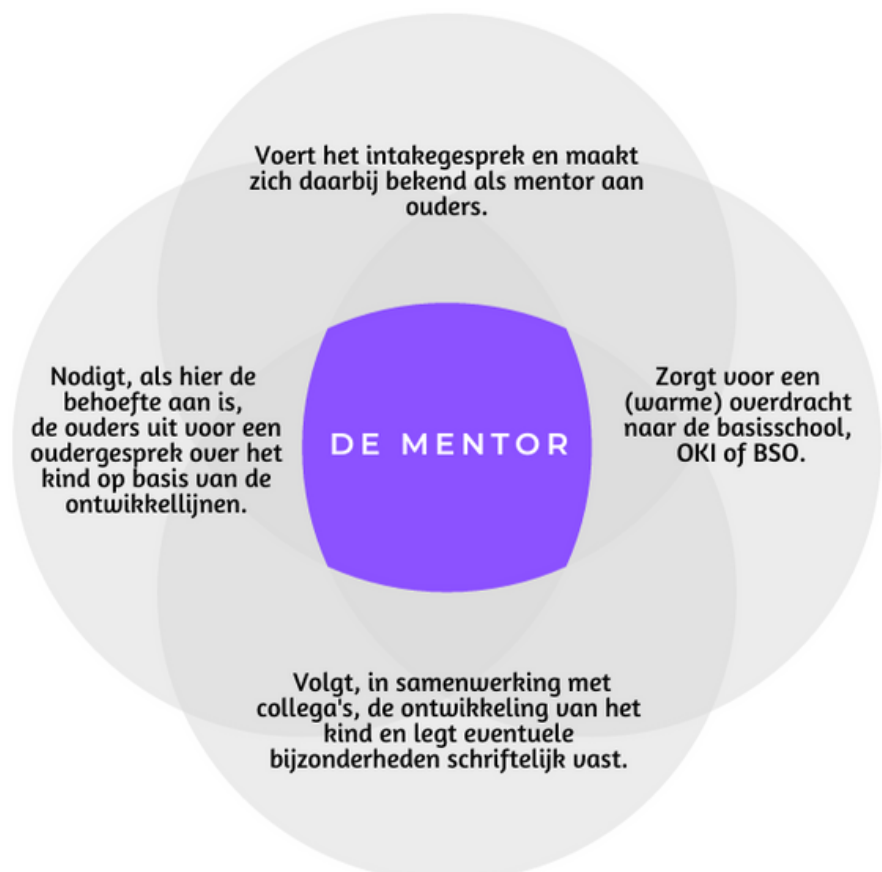 Voert het intakegesprek en maakt
zich daarbij bekend als mentor aan
ouders.
Nodigt, als hier de
behoefte aan is,
de ouders uit voor een
oudergesprek over het
kind op basis van de
ontwikkellijnen.
DE MENTOR
Zorgt voor een
(warme) overdracht
naar de basisschool,
OKI of BSO.
Volgt, in samenwerking met
collega's, de ontwikkeling van het
kind en legt eventuele
bijzonderheden schriftelijk vast.